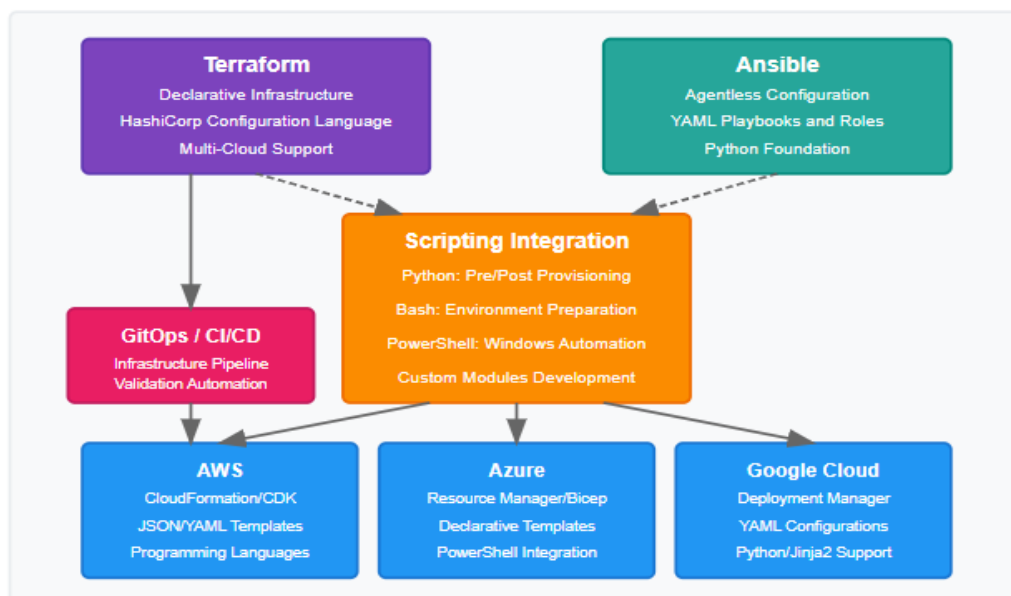 Terraform
Declarative Infrastructure
HashiCorp Configuration Language
Multi-Cloud Support
Ansible
Agentless Configuration
YAML Playbooks and Roles
Python Foundation
Scripting Integration
Python: Pre/Post Provisioning
Bash: Environment Preparation
PowerShell: Windows Automation
Custom Modules Development
GitOps / CI/CD
Infrastructure Pipeline
Validation Automation
AWS
CloudFormation/CDK
JSON/YAML Templates
Programming Languages
Azure
Resource Manager/Bicep
Declarative Templates
PowerShell Integration
Google Cloud
Deployment Manager
YAML Configurations
Python/Jinja2 Support